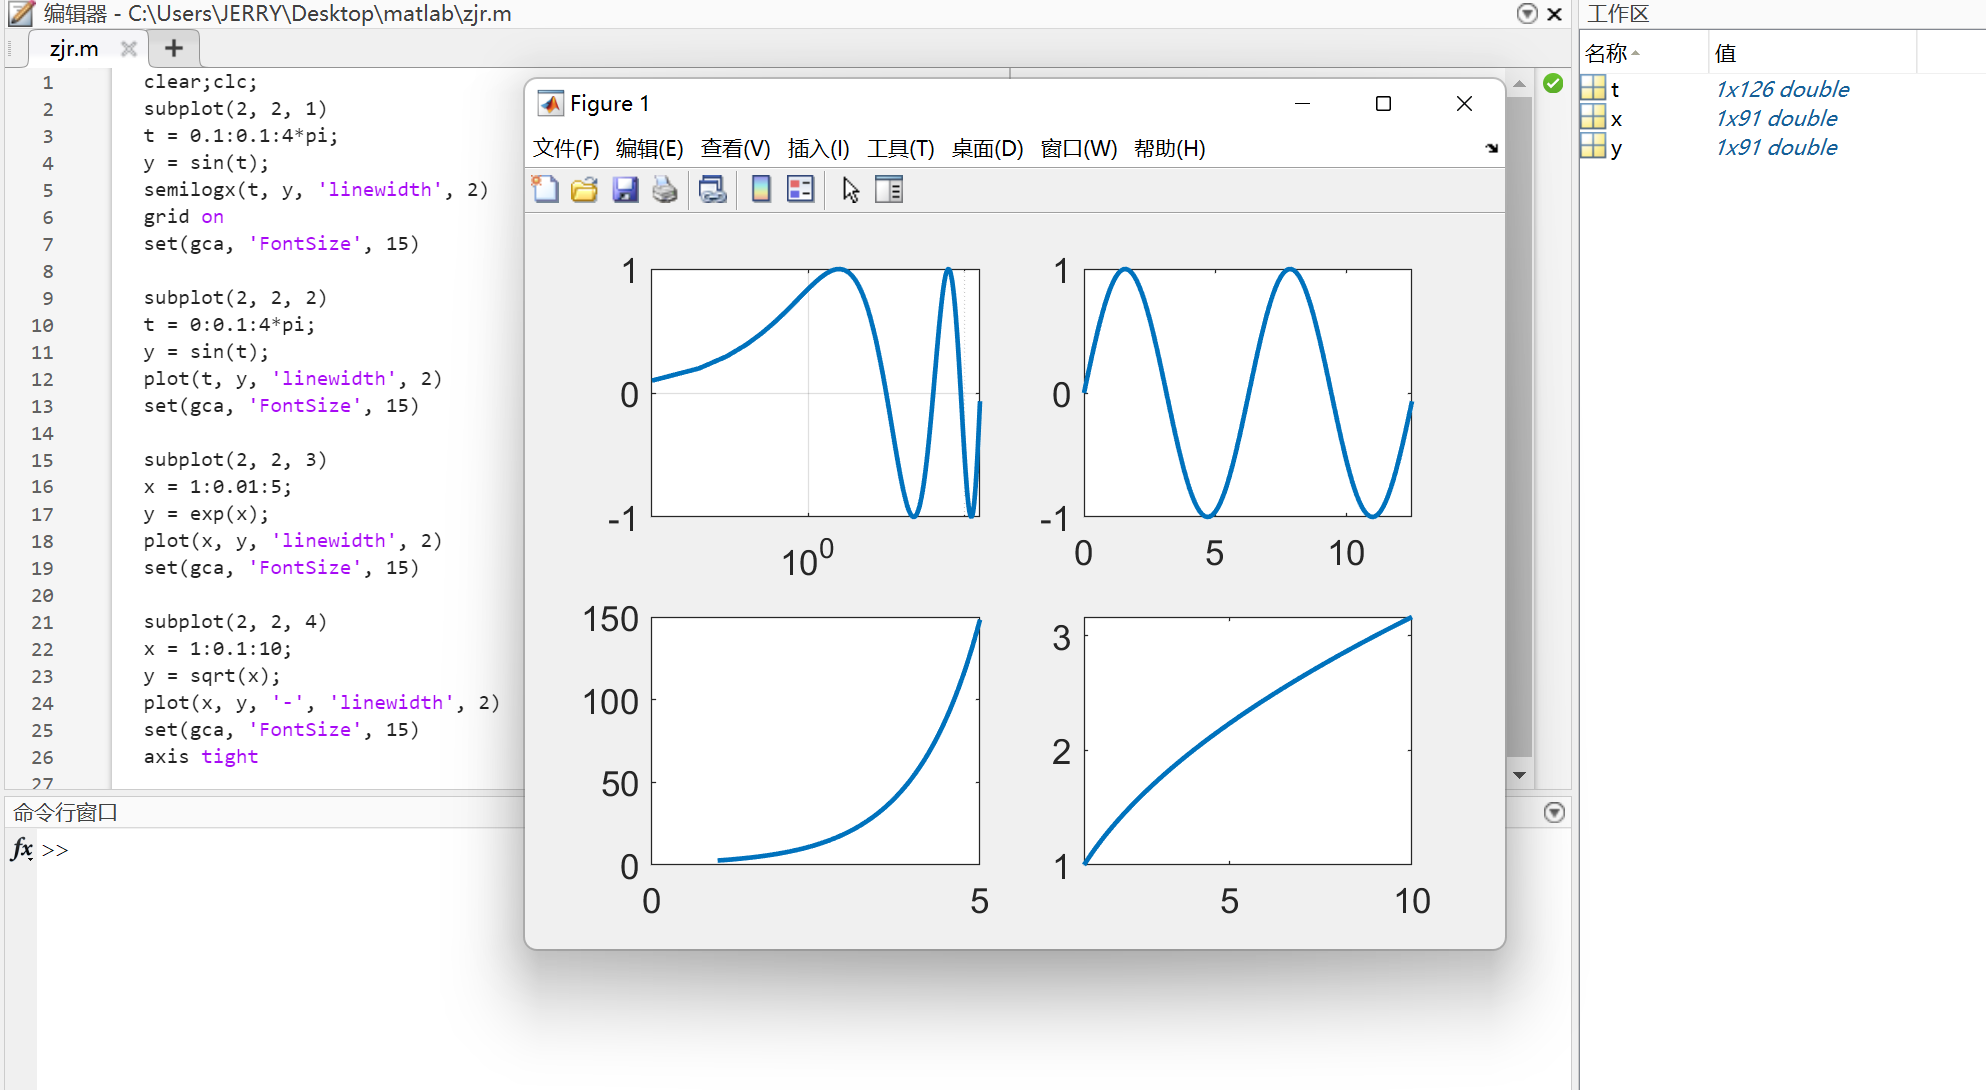 编辑器 - C:\Users\JERRY\Desktop\matlab\zjr.m
zjr.m
1 clear;clc;
2 subplot(2, 2, 1)
3 t = 0.1:0.1:4*pi;
4 y = sin(t);
5 semilogx(t, y, 'linewidth', 2)
6 grid on
7 set(gca, 'FontSize', 15)
8
9 subplot(2, 2, 2)
10 t = 0:0.1:4*pi;
11 y = sin(t);
12 plot(t, y, 'linewidth', 2)
13 set(gca, 'FontSize', 15)
14
15 subplot(2, 2, 3)
16 x = 1:0.01:5;
17 y = exp(x);
18 plot(x, y, 'linewidth', 2)
19 set(gca, 'FontSize', 15)
20
21 subplot(2, 2, 4)
22 x = 1:0.1:10;
23 y = sqrt(x);
24 plot(x, y, '-', 'linewidth', 2)
25 set(gca, 'FontSize', 15)
26 axis tight
27
命令行窗口
fx >>
Figure 1
文件(F) 编辑(E) 查看(V) 插入(I) 工具(T) 桌面(D) 窗口(W) 帮助(H)
1
0
-1
10⁰
1
0
-1
0 5 10
150
100
50
0
0 5
3
2
1
5 10
工作区
名称 值
t 1x126 double
x 1x91 double
y 1x91 double